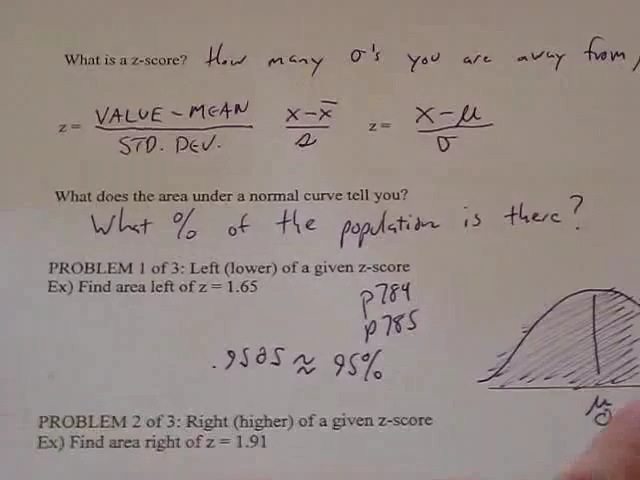 What is a z-score? How many σ's you are away from
z = VALUE - MEAN / STD. DEV. x - x̄ / s z = x - μ / σ
What does the area under a normal curve tell you?
What % of the population is there?
PROBLEM 1 of 3: Left (lower) of a given z-score
Ex) Find area left of z = 1.65
p784
p785
.9505 ≈ 95%
μ
0
PROBLEM 2 of 3: Right (higher) of a given z-score
Ex) Find area right of z = 1.91